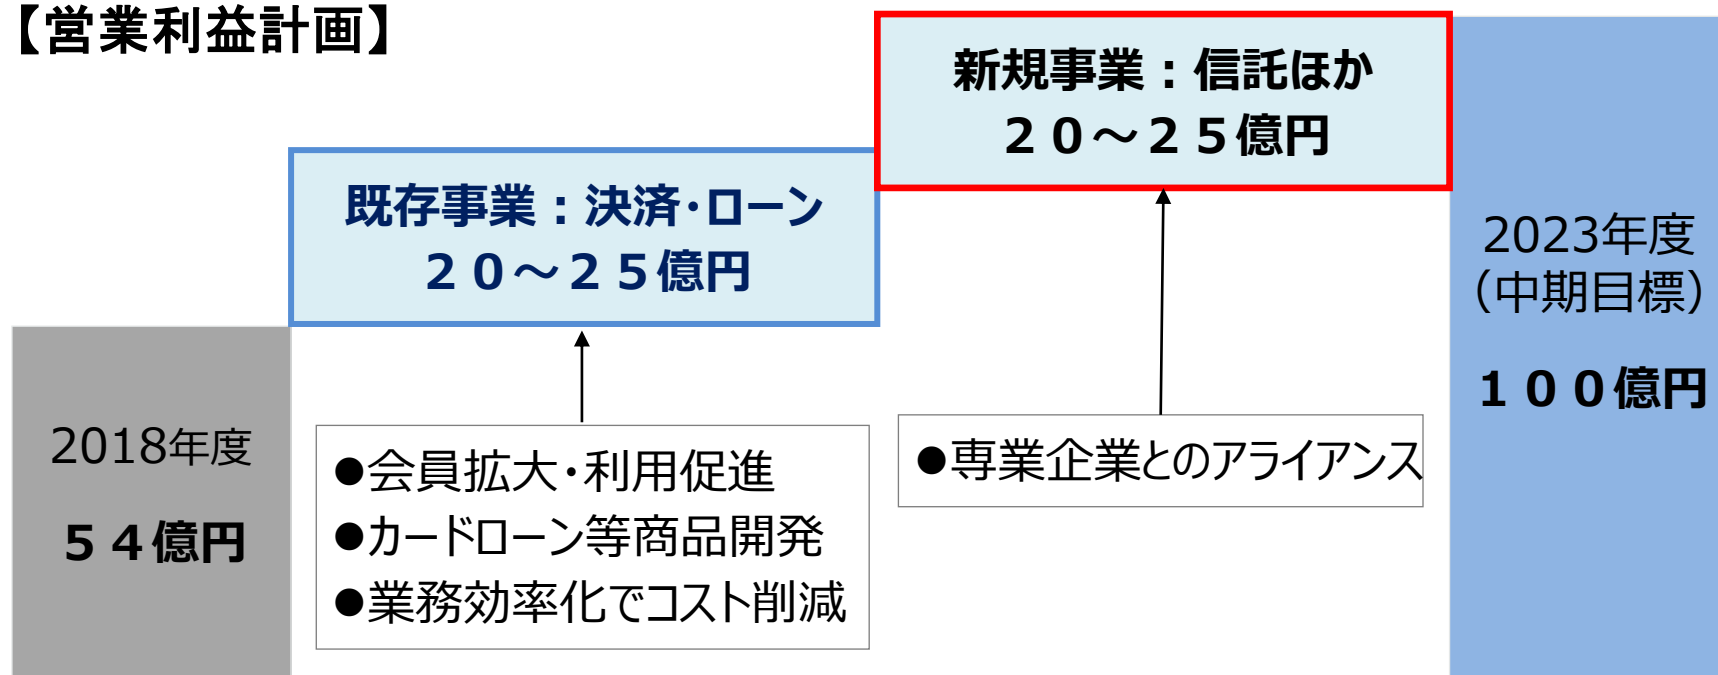 【営業利益計画】
新規事業：信託ほか
２０～２５億円
既存事業：決済・ローン
２０～２５億円
2023年度
（中期目標）
１００億円
2018年度
５４億円
●会員拡大・利用促進
●カードローン等商品開発
●業務効率化でコスト削減
●専業企業とのアライアンス